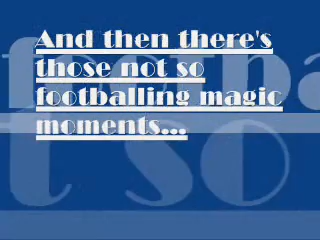 And then there's
those not so
footballing magic
moments...